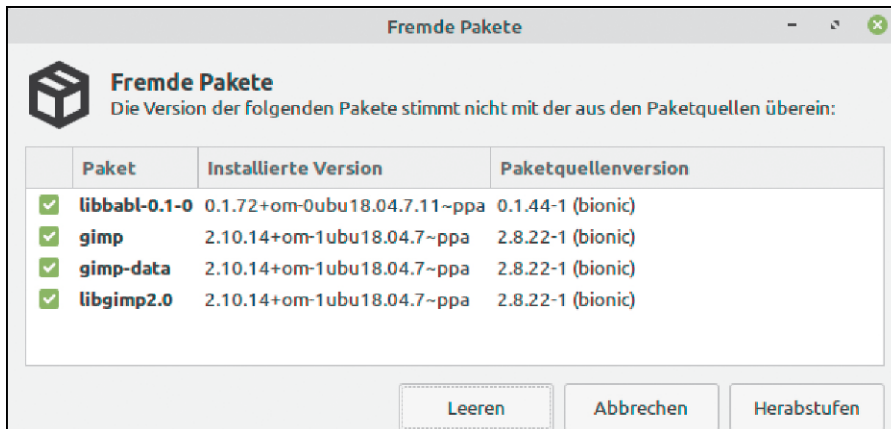 Fremde Pakete
Fremde Pakete
Die Version der folgenden Pakete stimmt nicht mit der aus den Paketquellen überein:
Paket Installierte Version Paketquellenversion
libbabl-0.1-0 0.1.72+om-0ubu18.04.7.11~ppa 0.1.44-1 (bionic)
gimp 2.10.14+om-1ubu18.04.7~ppa 2.8.22-1 (bionic)
gimp-data 2.10.14+om-1ubu18.04.7~ppa 2.8.22-1 (bionic)
libgimp2.0 2.10.14+om-1ubu18.04.7~ppa 2.8.22-1 (bionic)
Leeren Abbrechen Herabstufen